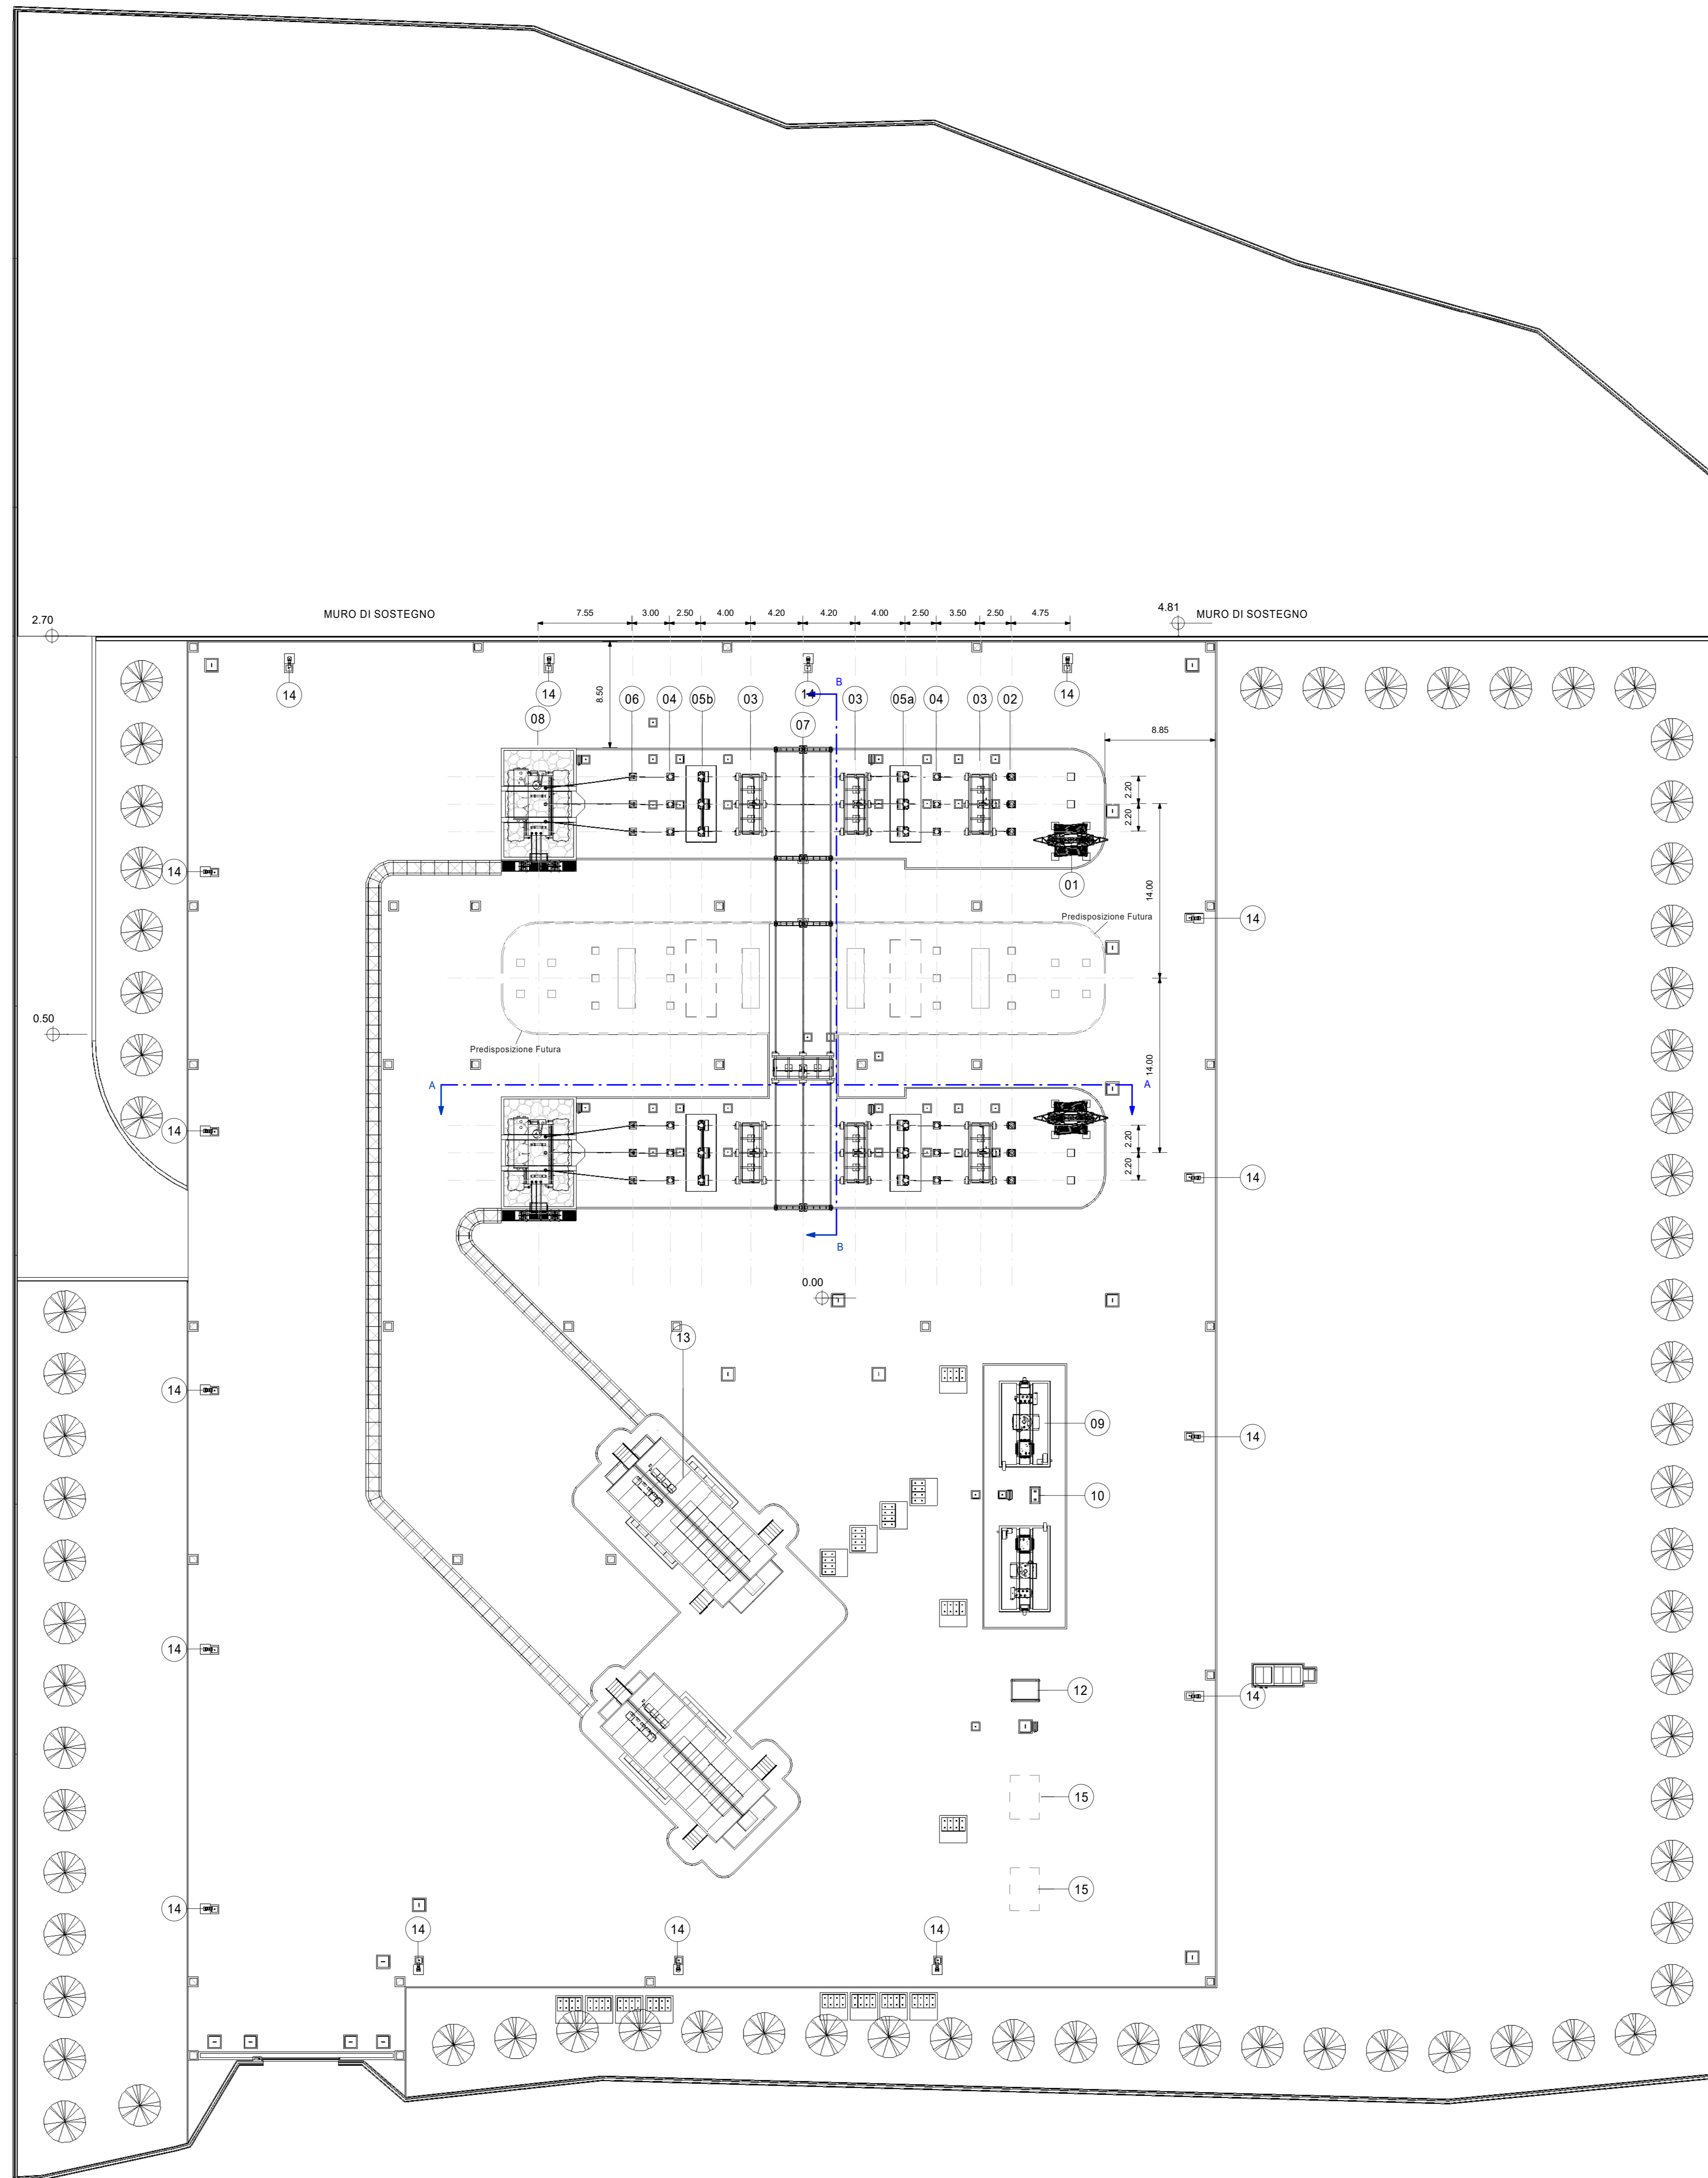 7.55 3.00 2.50 4.00 4.20 4.20 4.00 2.50 3.50 2.50 4.75
2.70 MURO DI SOSTEGNO 4.81 MURO DI SOSTEGNO
14 14 14 14
8.50
B
08 06 04 05b 03 07 03 05a 04 03 02
8.85
2.20
2.20
14 01
14.00
Predisposizione Futura
14
0.50
Predisposizione Futura
14.00
A A
14
2.20
2.20
14
B
0.00
13
14
09
14
10
14
12
14
15
15
14
14 14 14